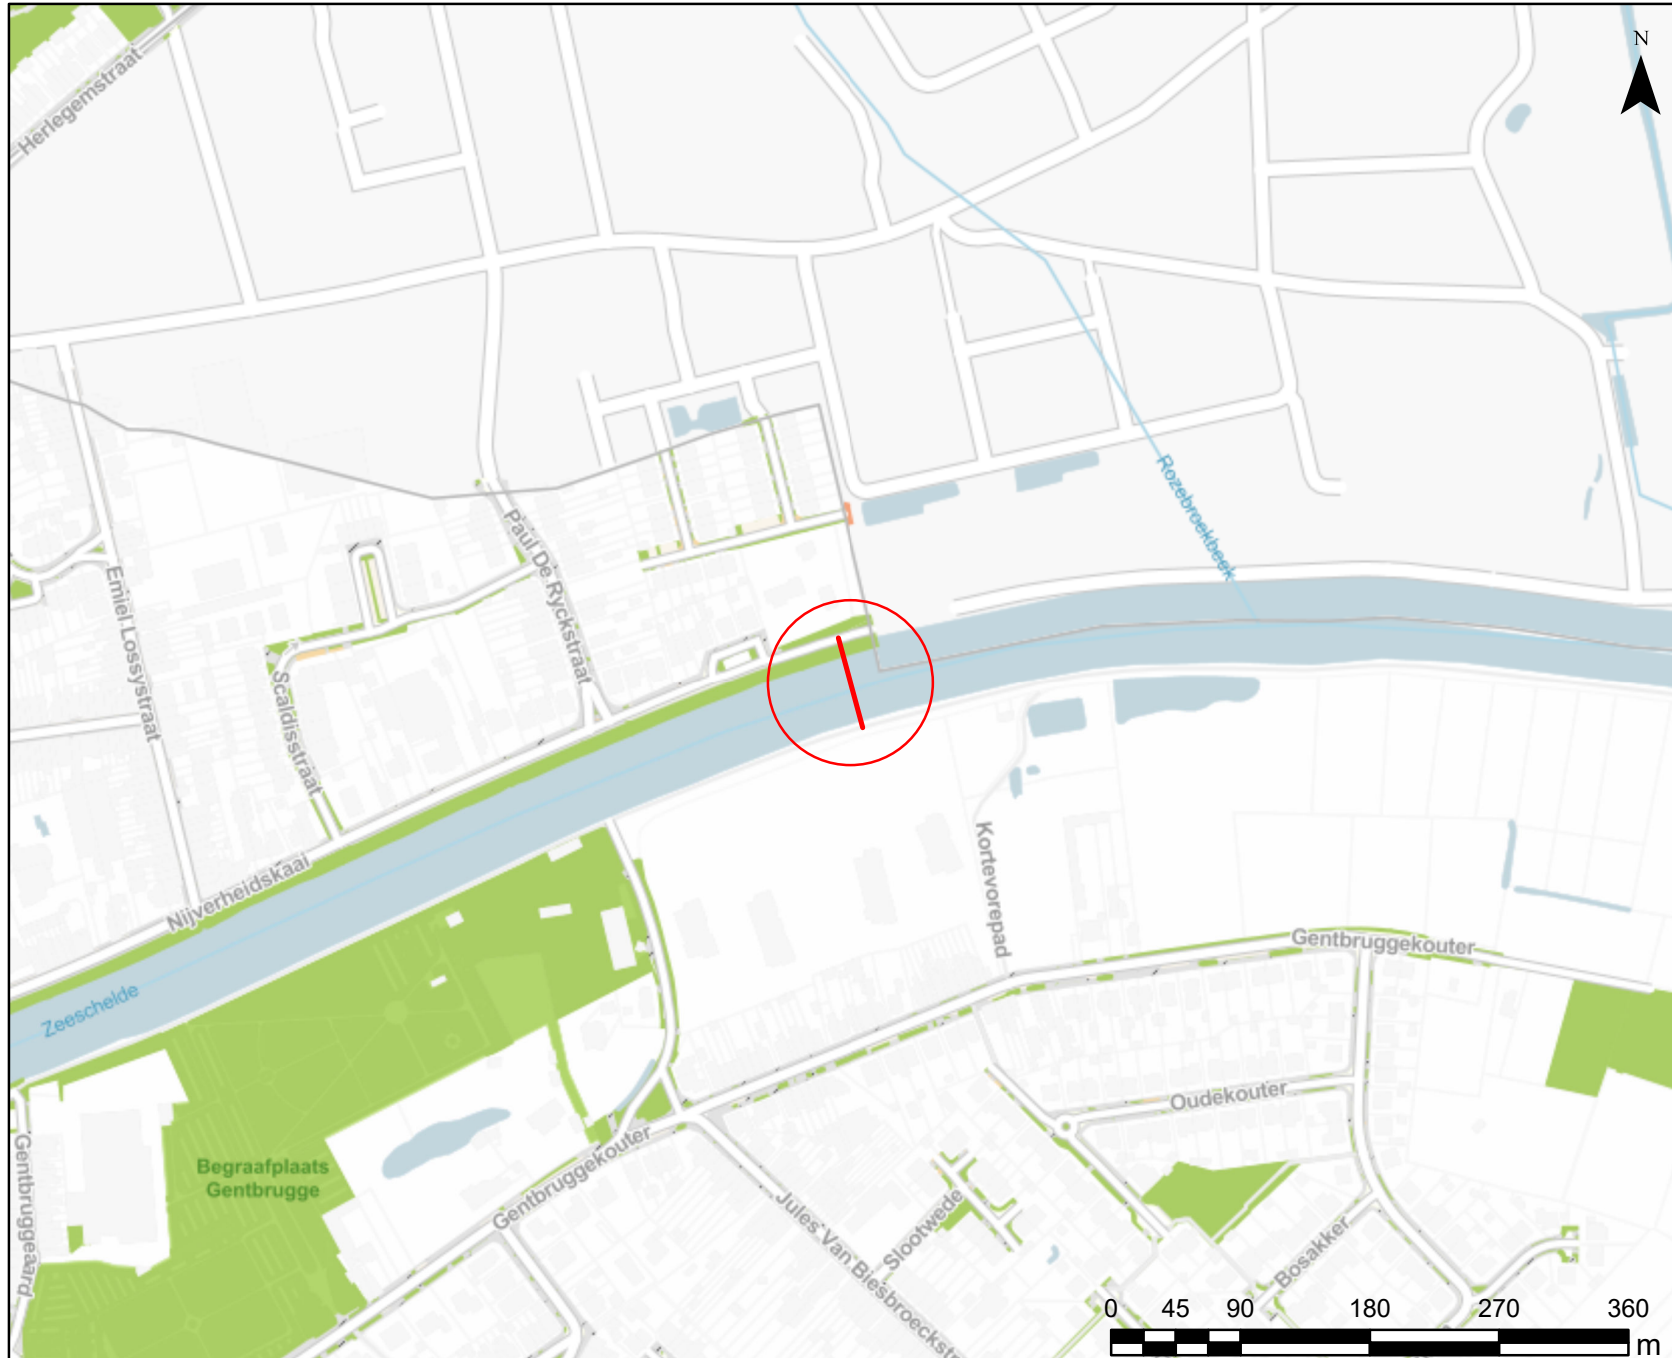 N
Herlegemstraat
Paul De Ryckstraat
Rozebroekbeek
Emiel Lossystraat
Scaldisstraat
Nijverheidskaai
Kortevorepad
Gentbruggekouter
Zeeschelde
Oudekouter
Begraafplaats
Gentbrugge
Gentbruggeaard
Gentbruggekouter
Jules Van Biesbroeckstr
Slootwede
Bosakker
0 45 90 180 270 360
m